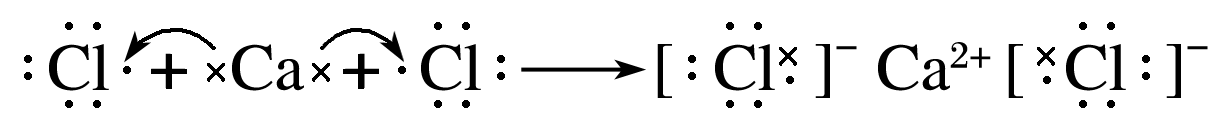 :Cl· + ×Ca× + ·Cl: ⟶ [:Cl×·]⁻ Ca²⁺ [×·Cl:]⁻